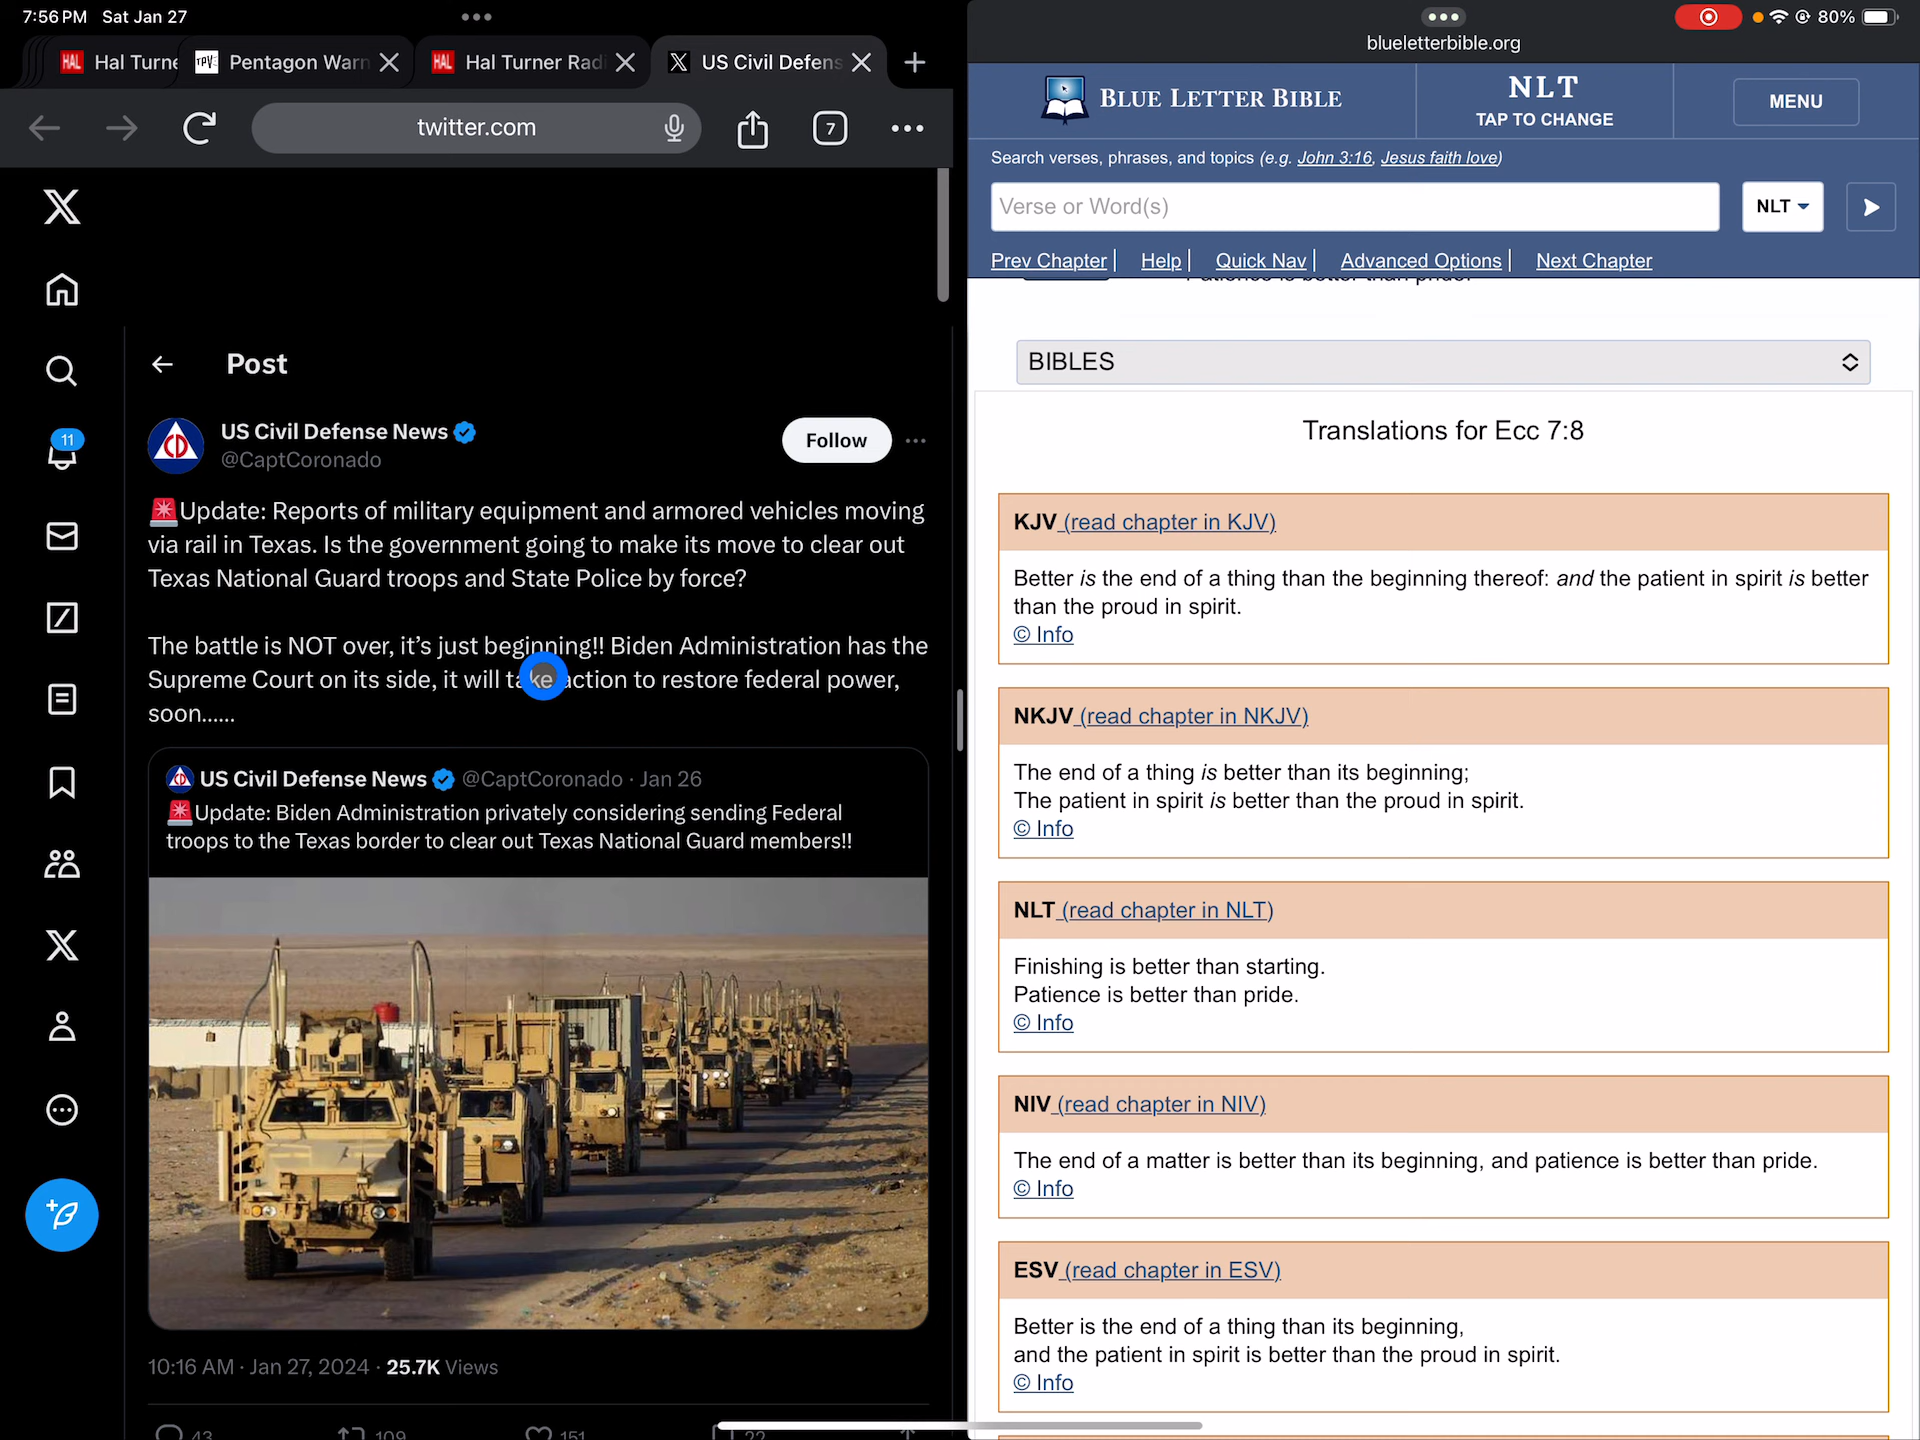 7:56 PM Sat Jan 27
80%
HAL Hal Turne
TPV Pentagon Warn
HAL Hal Turner Rad
X US Civil Defens
twitter.com
7
11
Post
US Civil Defense News
@CaptCoronado
Follow
🚨Update: Reports of military equipment and armored vehicles moving
via rail in Texas. Is the government going to make its move to clear out
Texas National Guard troops and State Police by force?
The battle is NOT over, it's just beginning!! Biden Administration has the
Supreme Court on its side, it will take action to restore federal power,
soon......
US Civil Defense News @CaptCoronado · Jan 26
🚨Update: Biden Administration privately considering sending Federal
troops to the Texas border to clear out Texas National Guard members!!
10:16 AM · Jan 27, 2024 · 25.7K Views
43 109 151 22
blueletterbible.org
BLUE LETTER BIBLE
NLT
TAP TO CHANGE
MENU
Search verses, phrases, and topics (e.g. John 3:16, Jesus faith love)
Verse or Word(s)
NLT
Prev Chapter | Help | Quick Nav | Advanced Options | Next Chapter
Patience is better than pride.
BIBLES
Translations for Ecc 7:8
KJV (read chapter in KJV)
Better is the end of a thing than the beginning thereof: and the patient in spirit is better
than the proud in spirit.
© Info
NKJV (read chapter in NKJV)
The end of a thing is better than its beginning;
The patient in spirit is better than the proud in spirit.
© Info
NLT (read chapter in NLT)
Finishing is better than starting.
Patience is better than pride.
© Info
NIV (read chapter in NIV)
The end of a matter is better than its beginning, and patience is better than pride.
© Info
ESV (read chapter in ESV)
Better is the end of a thing than its beginning,
and the patient in spirit is better than the proud in spirit.
© Info